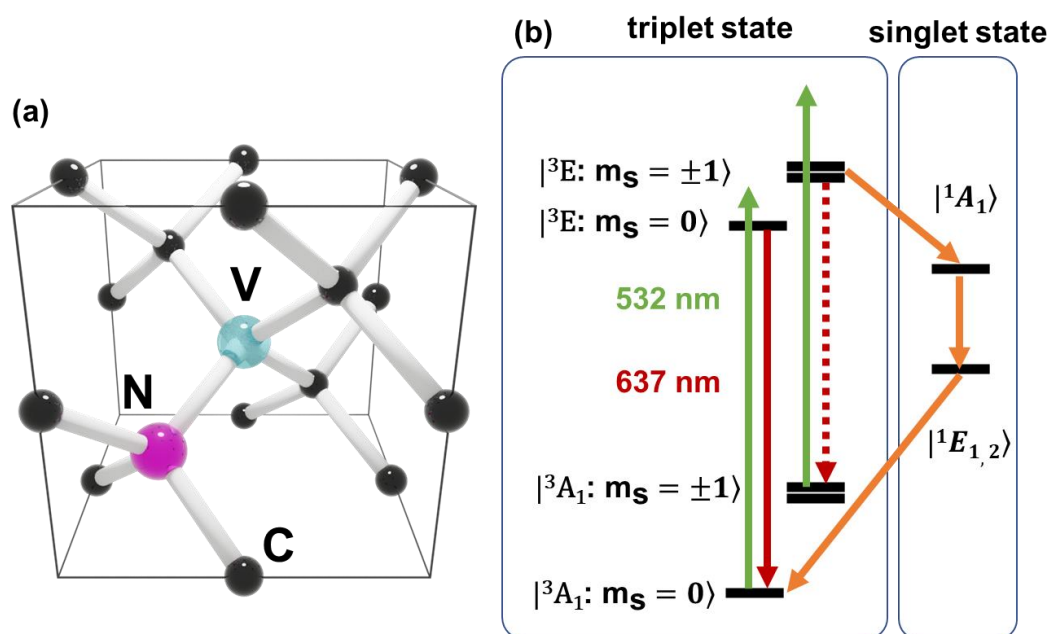 (a)
V
N
C
(b)
triplet state
singlet state
|³E: mₛ = ±1⟩
|³E: mₛ = 0⟩
532 nm
637 nm
|³A₁: mₛ = ±1⟩
|³A₁: mₛ = 0⟩
|¹A₁⟩
|¹E₁,₂⟩